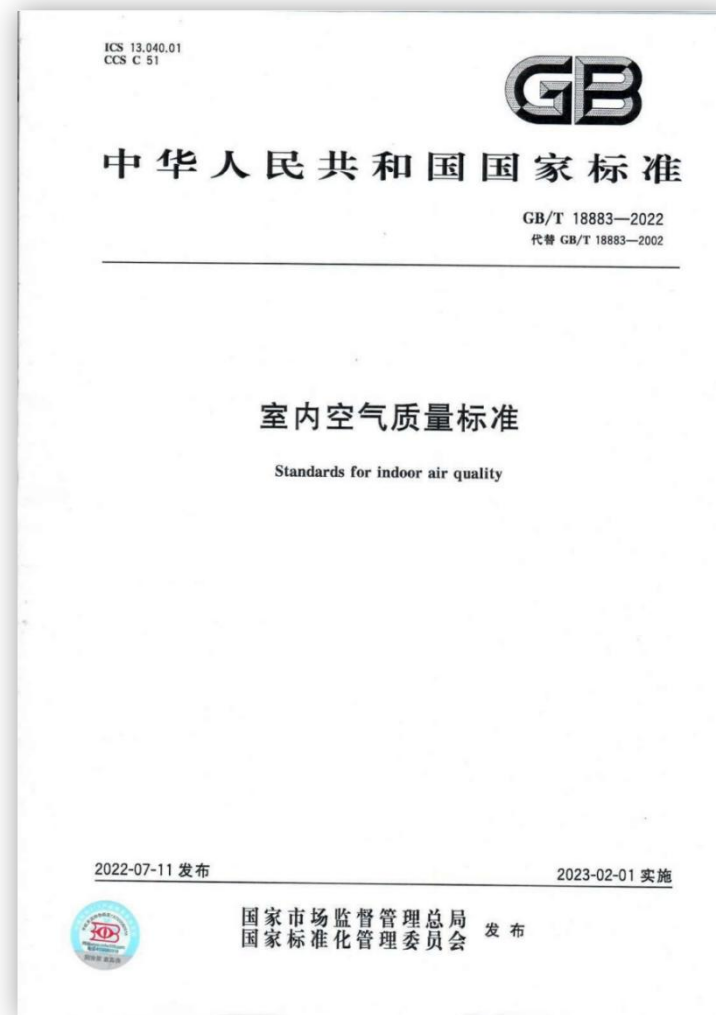 ICS 13.040.01
CCS C 51
GB
中华人民共和国国家标准
GB/T 18883—2022
代替 GB/T 18883—2002
室内空气质量标准
Standards for indoor air quality
2022-07-11 发布
2023-02-01 实施
国家市场监督管理总局
国家标准化管理委员会
发布